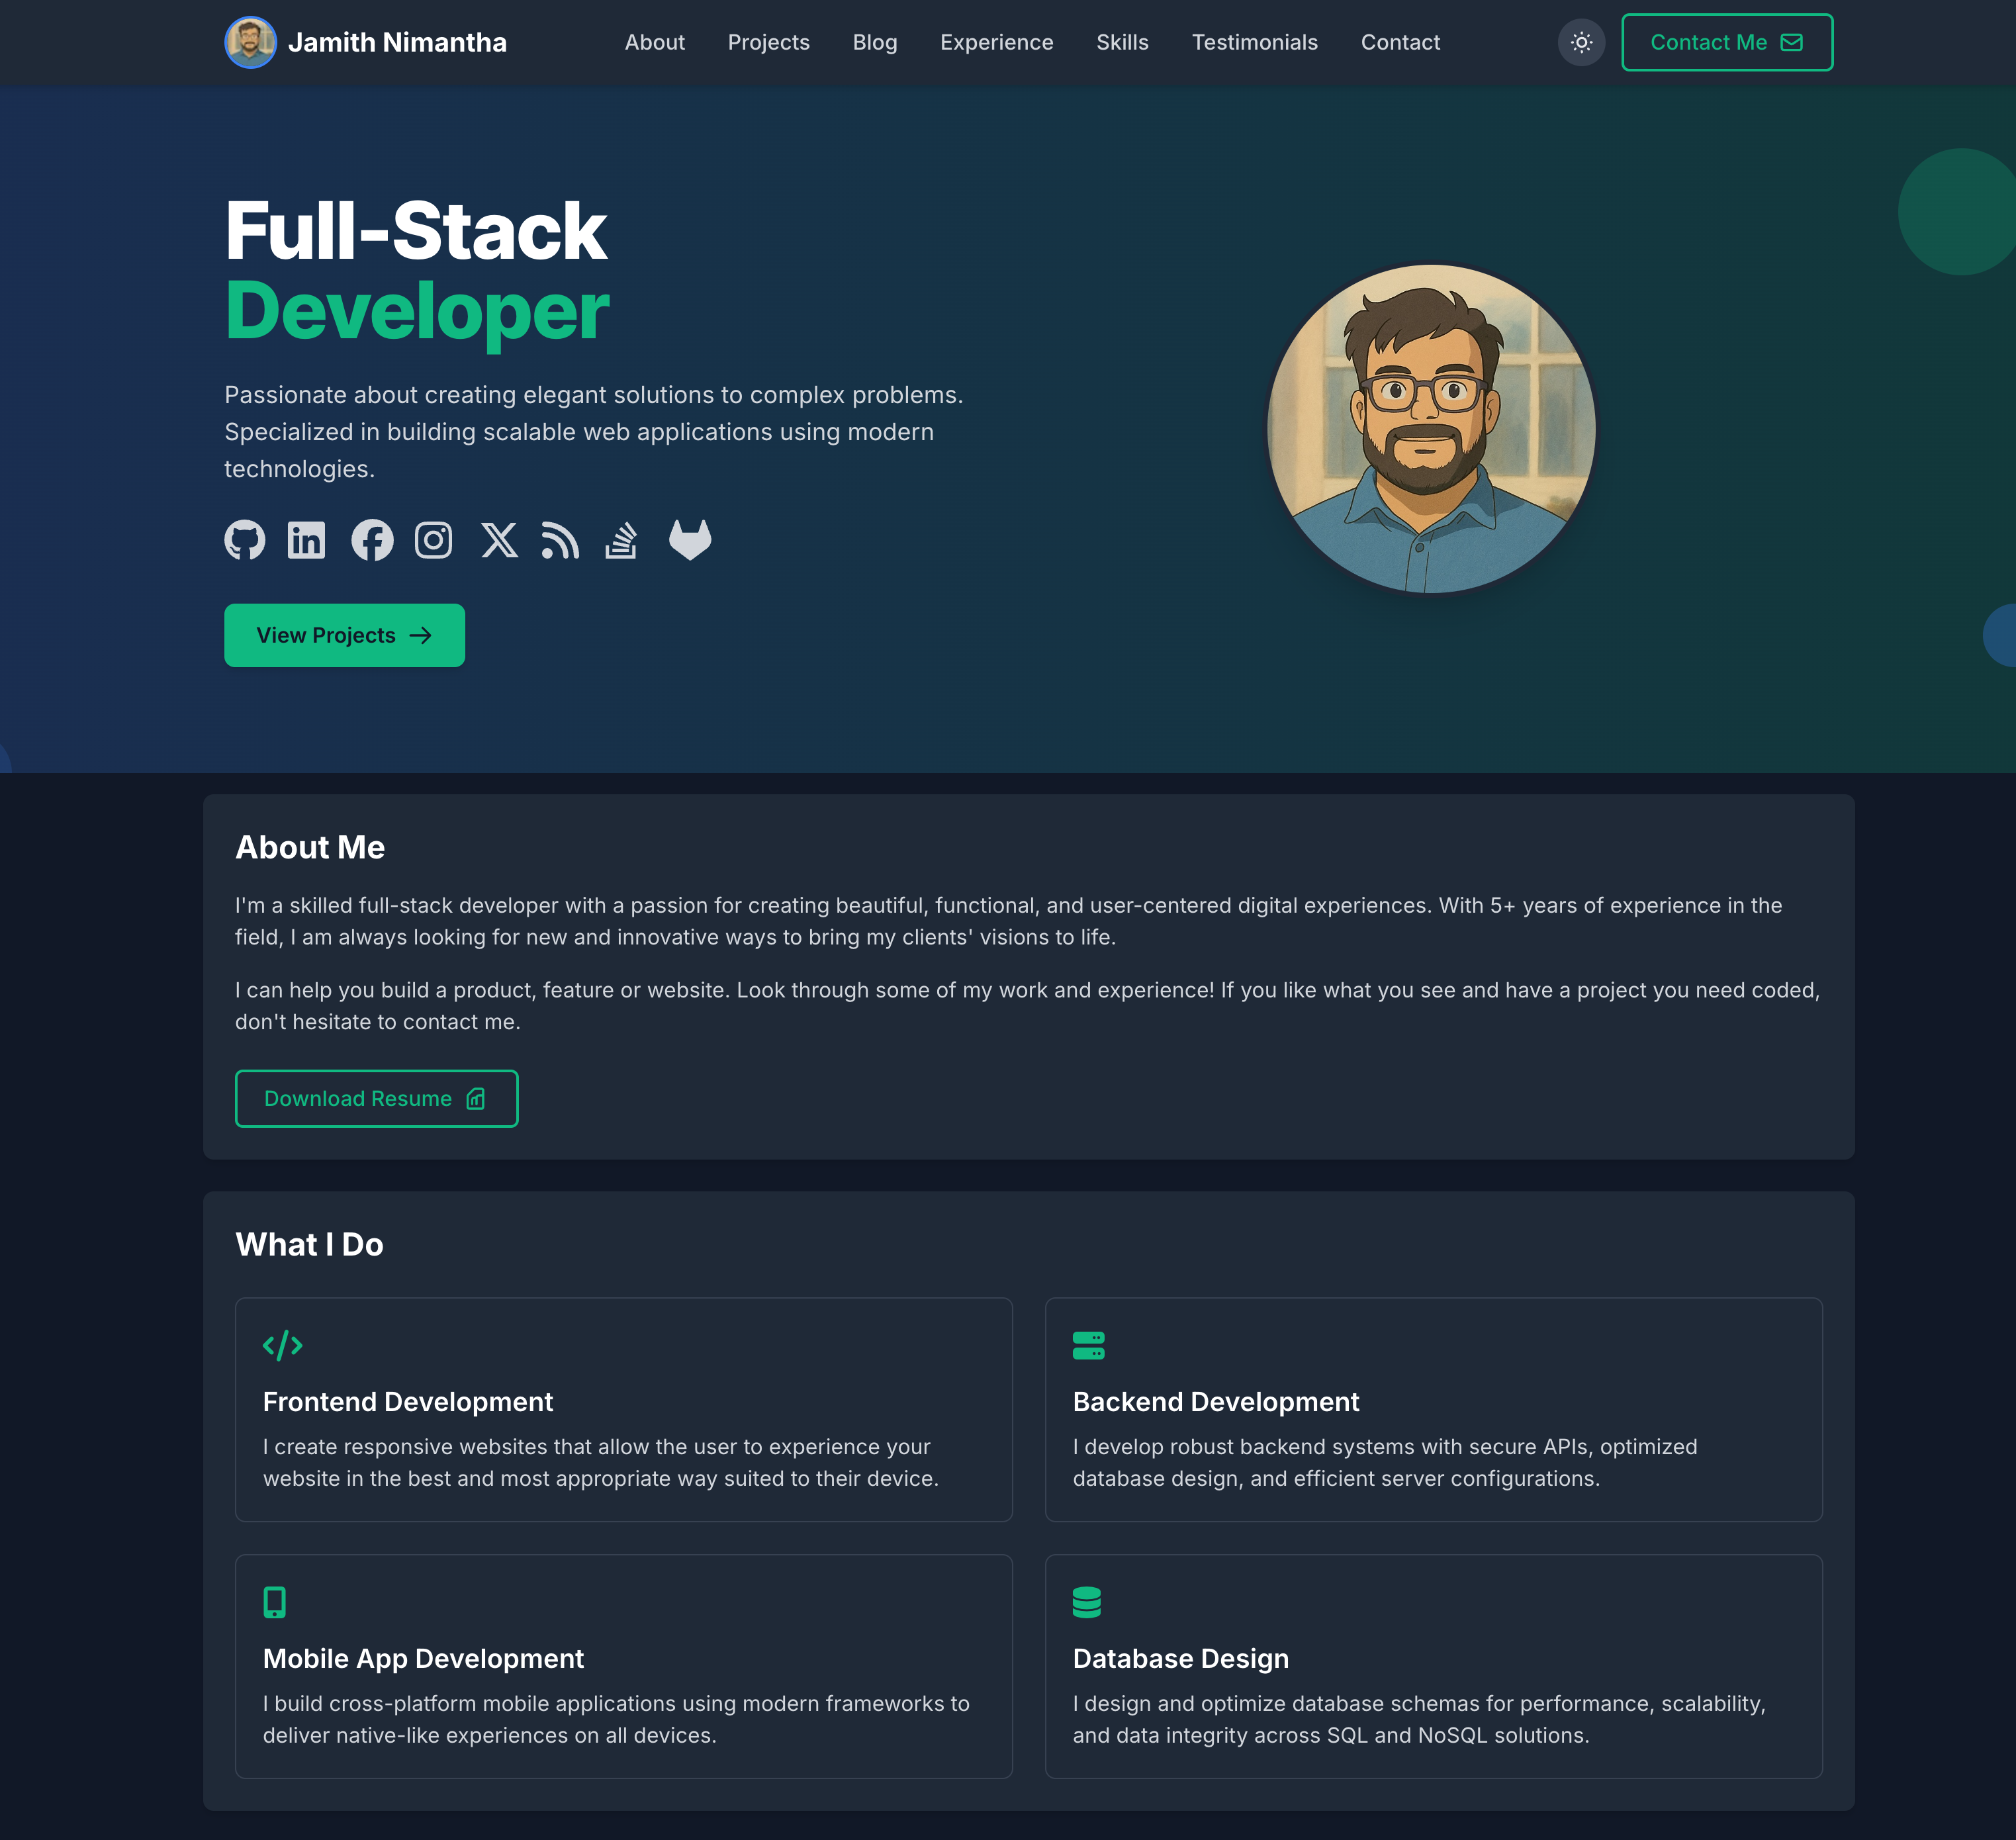 Jamith Nimantha
About
Projects
Blog
Experience
Skills
Testimonials
Contact
Contact Me
Full-Stack
Developer
Passionate about creating elegant solutions to complex problems.
Specialized in building scalable web applications using modern
technologies.
View Projects
About Me
I'm a skilled full-stack developer with a passion for creating beautiful, functional, and user-centered digital experiences. With 5+ years of experience in the
field, I am always looking for new and innovative ways to bring my clients' visions to life.
I can help you build a product, feature or website. Look through some of my work and experience! If you like what you see and have a project you need coded,
don't hesitate to contact me.
Download Resume
What I Do
Frontend Development
I create responsive websites that allow the user to experience your
website in the best and most appropriate way suited to their device.
Backend Development
I develop robust backend systems with secure APIs, optimized
database design, and efficient server configurations.
Mobile App Development
I build cross-platform mobile applications using modern frameworks to
deliver native-like experiences on all devices.
Database Design
I design and optimize database schemas for performance, scalability,
and data integrity across SQL and NoSQL solutions.